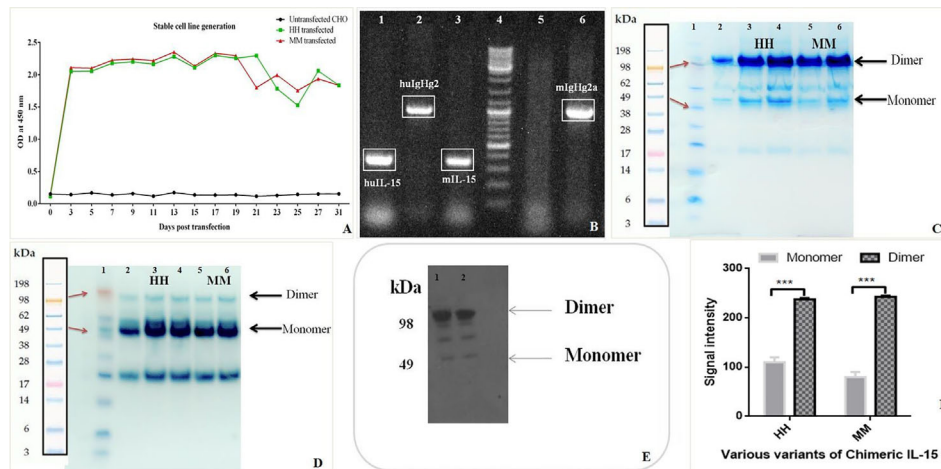 Stable cell line generation
Untransfected CHO
HH transfected
MM transfected
OD at 450 nm
2.5
2.0
1.5
1.0
0.5
0.0
0 3 5 7 9 11 13 15 17 19 21 23 25 27 31
Days post transfection
A
1 2 3 4 5 6
huIgHg2
mIgHg2a
huIL-15
mIL-15
B
kDa
1 2 3 4 5 6
HH MM
198
98
62
49
38
28
17
14
6
3
Dimer
Monomer
C
kDa
1 2 3 4 5 6
HH MM
198
98
62
49
38
28
17
14
6
3
Dimer
Monomer
D
kDa
1 2
98
49
Dimer
Monomer
E
Monomer Dimer
Signal intensity
300
200
100
0
*** ***
HH MM
Various variants of Chimeric IL-15